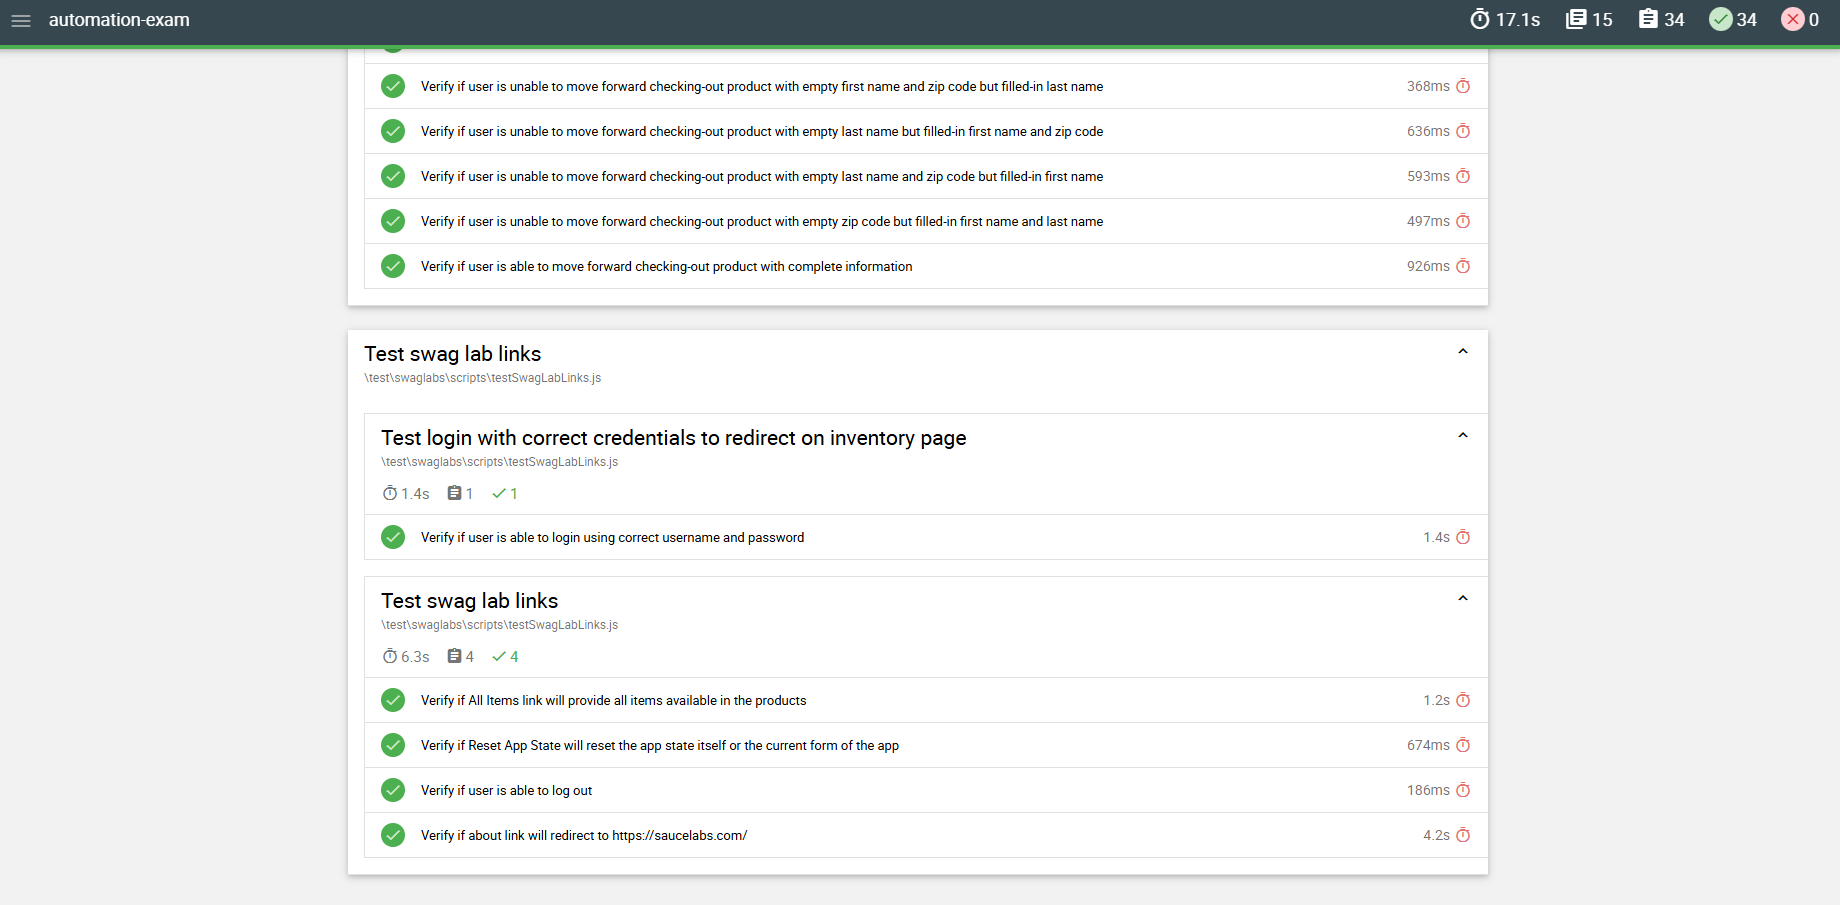 automation-exam 17.1s 15 34 34 0
Verify if user is unable to move forward checking-out product with empty first name and zip code but filled-in last name 368ms
Verify if user is unable to move forward checking-out product with empty last name but filled-in first name and zip code 636ms
Verify if user is unable to move forward checking-out product with empty last name and zip code but filled-in first name 593ms
Verify if user is unable to move forward checking-out product with empty zip code but filled-in first name and last name 497ms
Verify if user is able to move forward checking-out product with complete information 926ms
Test swag lab links
\test\swaglabs\scripts\testSwagLabLinks.js
Test login with correct credentials to redirect on inventory page
\test\swaglabs\scripts\testSwagLabLinks.js
1.4s 1 1
Verify if user is able to login using correct username and password 1.4s
Test swag lab links
\test\swaglabs\scripts\testSwagLabLinks.js
6.3s 4 4
Verify if All Items link will provide all items available in the products 1.2s
Verify if Reset App State will reset the app state itself or the current form of the app 674ms
Verify if user is able to log out 186ms
Verify if about link will redirect to https://saucelabs.com/ 4.2s